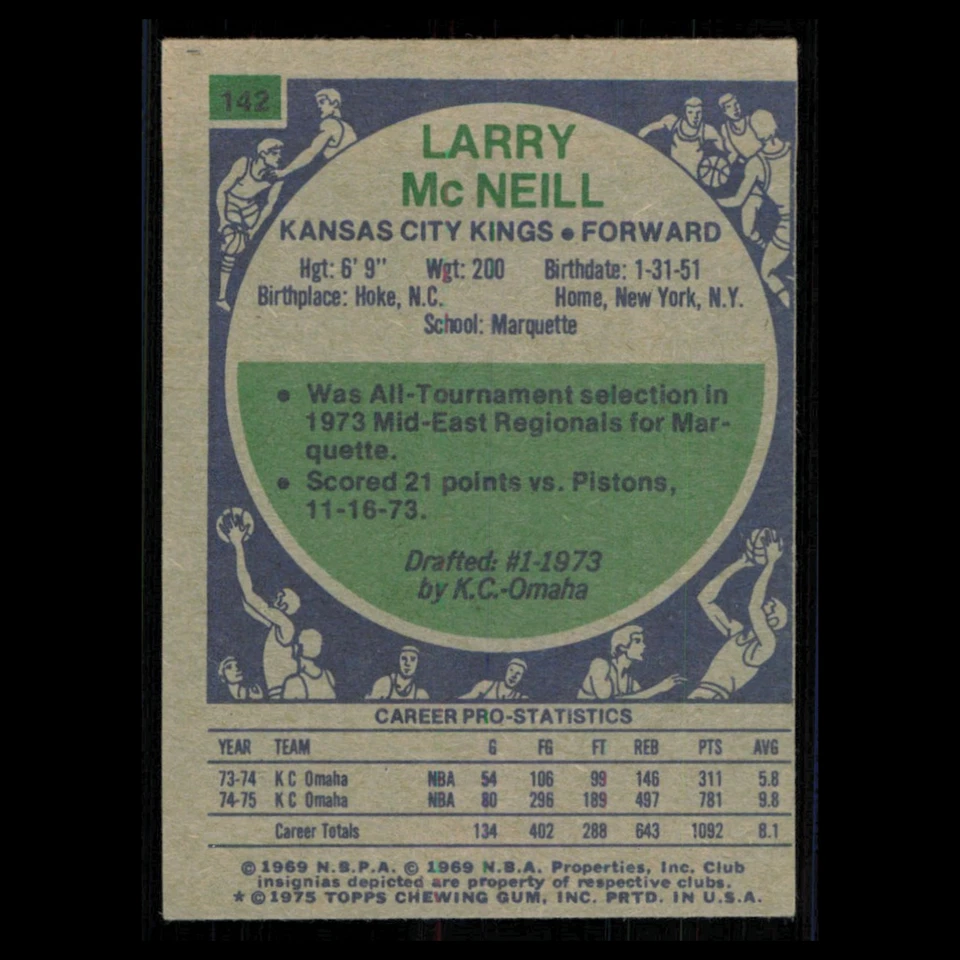 142
LARRY
Mc NEILL
KANSAS CITY KINGS • FORWARD
Hgt: 6' 9" Wgt: 200 Birthdate: 1-31-51
Birthplace: Hoke, N.C. Home, New York, N.Y.
School: Marquette
• Was All-Tournament selection in
1973 Mid-East Regionals for Mar-
quette.
• Scored 21 points vs. Pistons,
11-16-73.
Drafted: #1-1973
by K.C.-Omaha
CAREER PRO-STATISTICS
YEAR TEAM G FG FT REB PTS AVG
73-74 K C Omaha NBA 54 106 99 146 311 5.8
74-75 K C Omaha NBA 80 296 189 497 781 9.8
Career Totals 134 402 288 643 1092 8.1
© 1969 N.B.P.A. © 1969 N.B.A. Properties, Inc. Club
insignias depicted are property of respective clubs.
* © 1975 TOPPS CHEWING GUM, INC. PRTD. IN U.S.A.